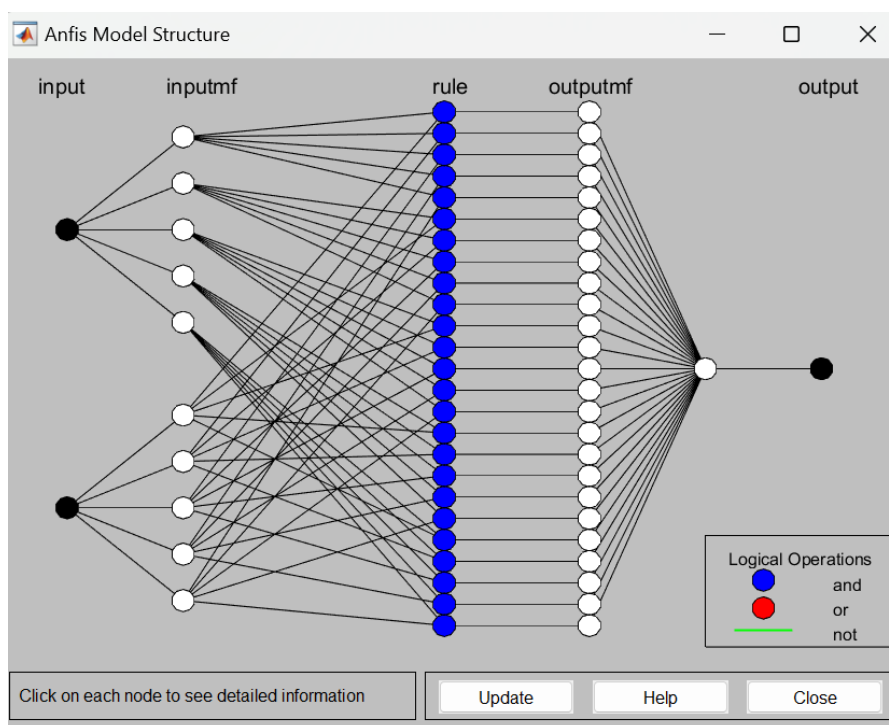 Anfis Model Structure
input inputmf rule outputmf output
Logical Operations
and
or
not
Click on each node to see detailed information
Update Help Close